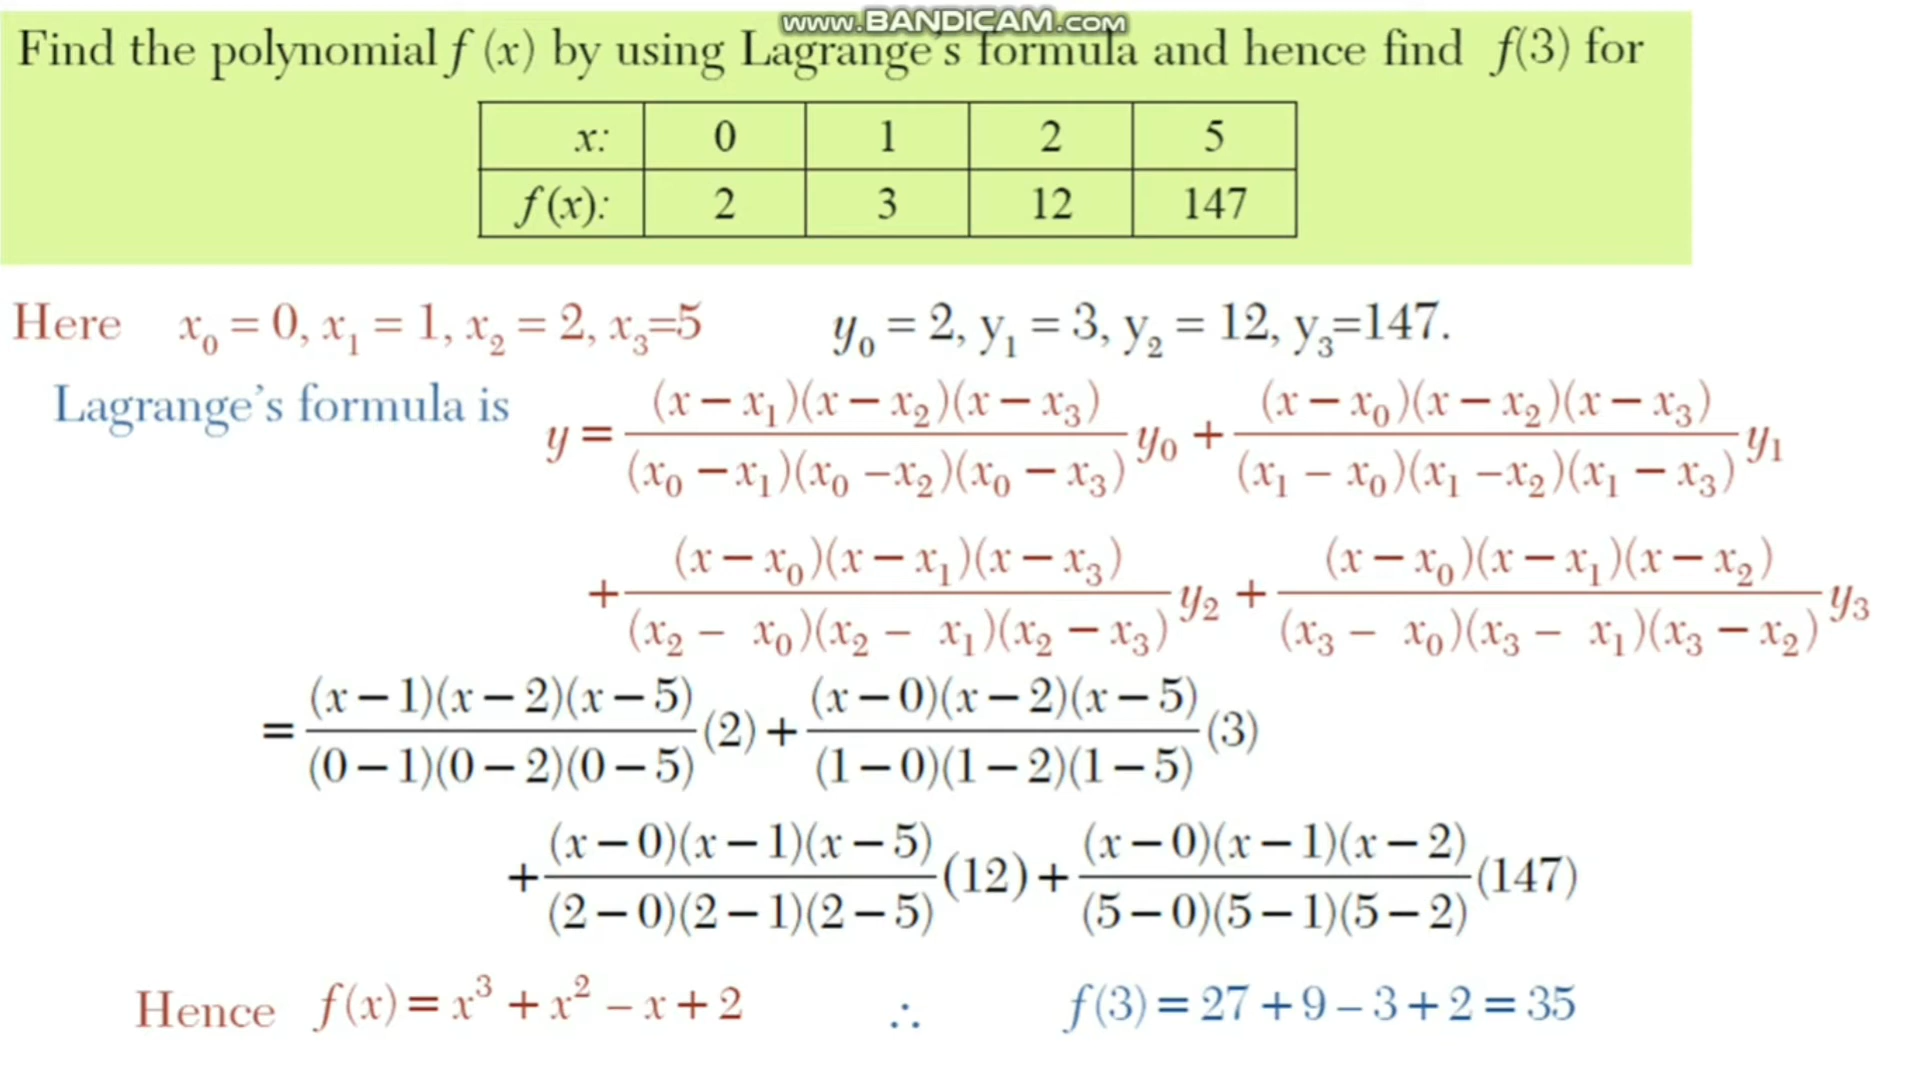 www.BANDICAM.com
Find the polynomial f (x) by using Lagrange's formula and hence find f(3) for
x: 0 1 2 5
f (x): 2 3 12 147
Here x₀ = 0, x₁ = 1, x₂ = 2, x₃=5 y₀ = 2, y₁ = 3, y₂ = 12, y₃=147.
Lagrange's formula is y = (x − x₁)(x − x₂)(x − x₃) / (x₀ − x₁)(x₀ − x₂)(x₀ − x₃) y₀ + (x − x₀)(x − x₂)(x − x₃) / (x₁ − x₀)(x₁ − x₂)(x₁ − x₃) y₁
+ (x − x₀)(x − x₁)(x − x₃) / (x₂ − x₀)(x₂ − x₁)(x₂ − x₃) y₂ + (x − x₀)(x − x₁)(x − x₂) / (x₃ − x₀)(x₃ − x₁)(x₃ − x₂) y₃
= (x − 1)(x − 2)(x − 5) / (0 − 1)(0 − 2)(0 − 5) (2) + (x − 0)(x − 2)(x − 5) / (1 − 0)(1 − 2)(1 − 5) (3)
+ (x − 0)(x − 1)(x − 5) / (2 − 0)(2 − 1)(2 − 5) (12) + (x − 0)(x − 1)(x − 2) / (5 − 0)(5 − 1)(5 − 2) (147)
Hence f(x) = x³ + x² − x + 2 ∴ f(3) = 27 + 9 − 3 + 2 = 35